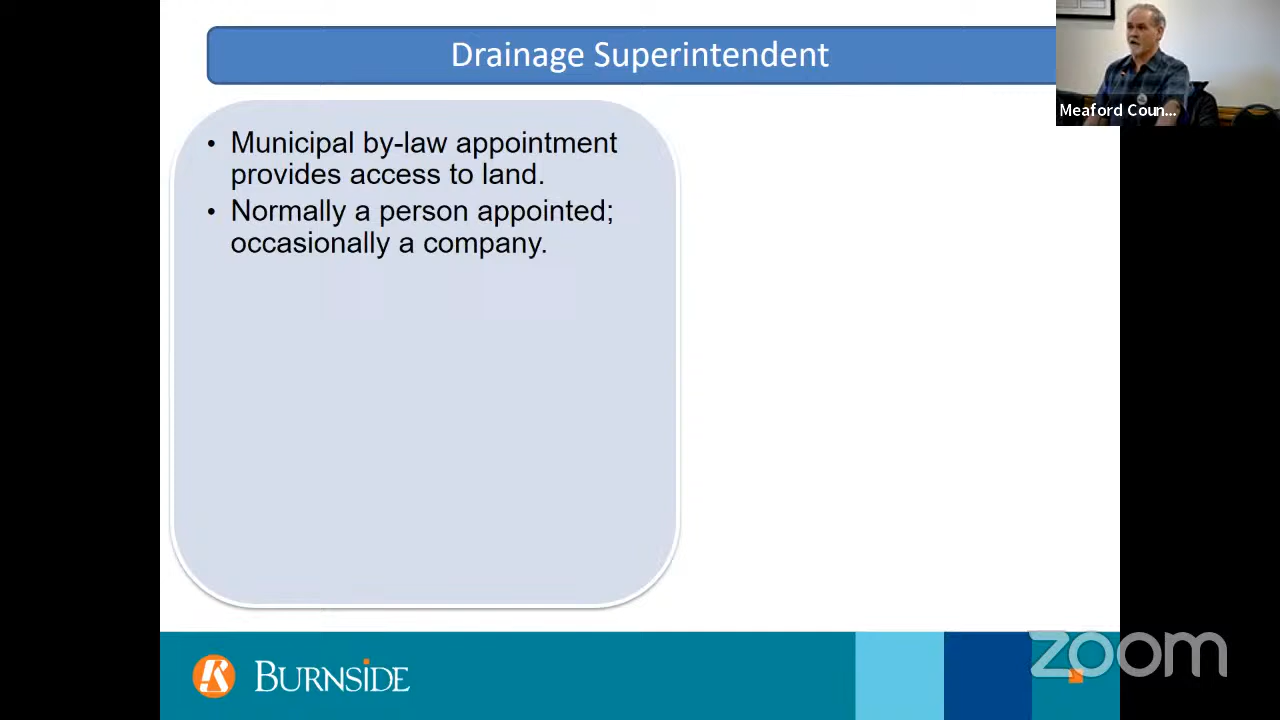 Drainage Superintendent
Meaford Coun...
• Municipal by-law appointment
provides access to land.
• Normally a person appointed;
occasionally a company.
BURNSIDE
zoom